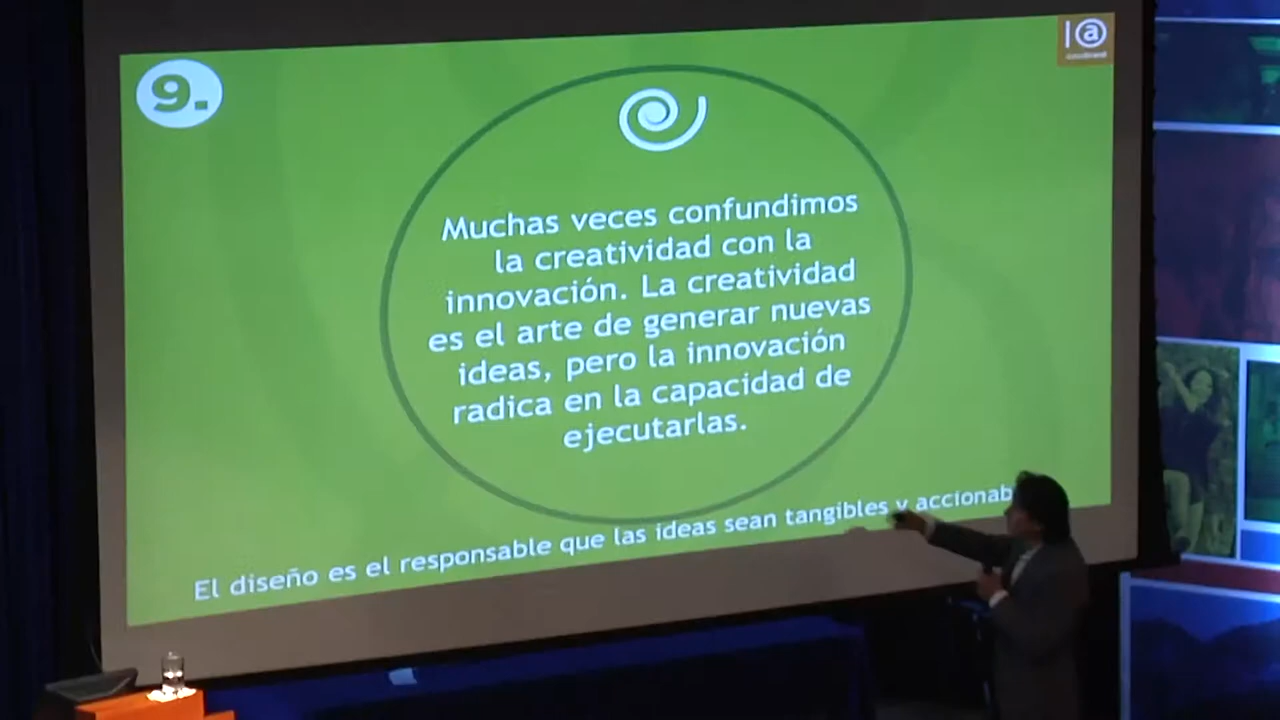 9.
Muchas veces confundimos
la creatividad con la
innovación. La creatividad
es el arte de generar nuevas
ideas, pero la innovación
radica en la capacidad de
ejecutarlas.
El diseño es el responsable que las ideas sean tangibles y accionab